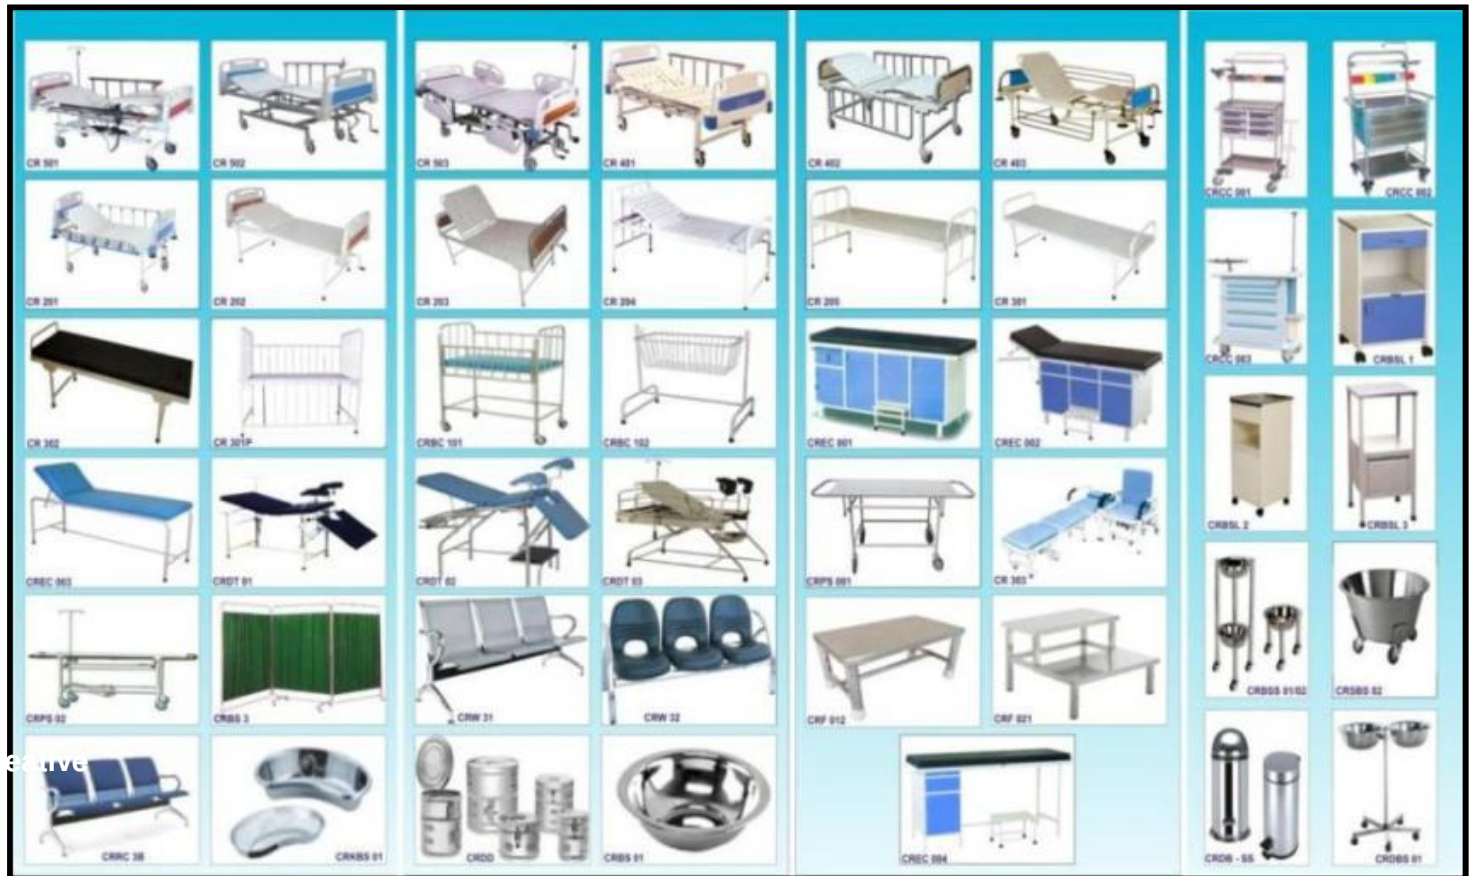 CR 501
CR 502
CR 503
CR 401
CR 402
CR 403
CRCC 001
CRCC 002
CR 201
CR 202
CR 203
CR 204
CR 205
CR 301
CRCC 003
CRBSL 1
CR 302
CR 301P
CRBC 101
CRBC 102
CREC 001
CREC 002
CRBSL 2
CRBSL 3
CREC 003
CRDT 01
CRDT 02
CRDT 03
CRPS 001
CR 303
CRBSS 01/02
CRSBS 02
CRPS 02
CRBS 3
CRW 31
CRW 32
CRF 012
CRF 021
eative
CRRC 3B
CRKBS 01
CRDD
CRBS 01
CREC 004
CRDB - SS
CRDBS 01